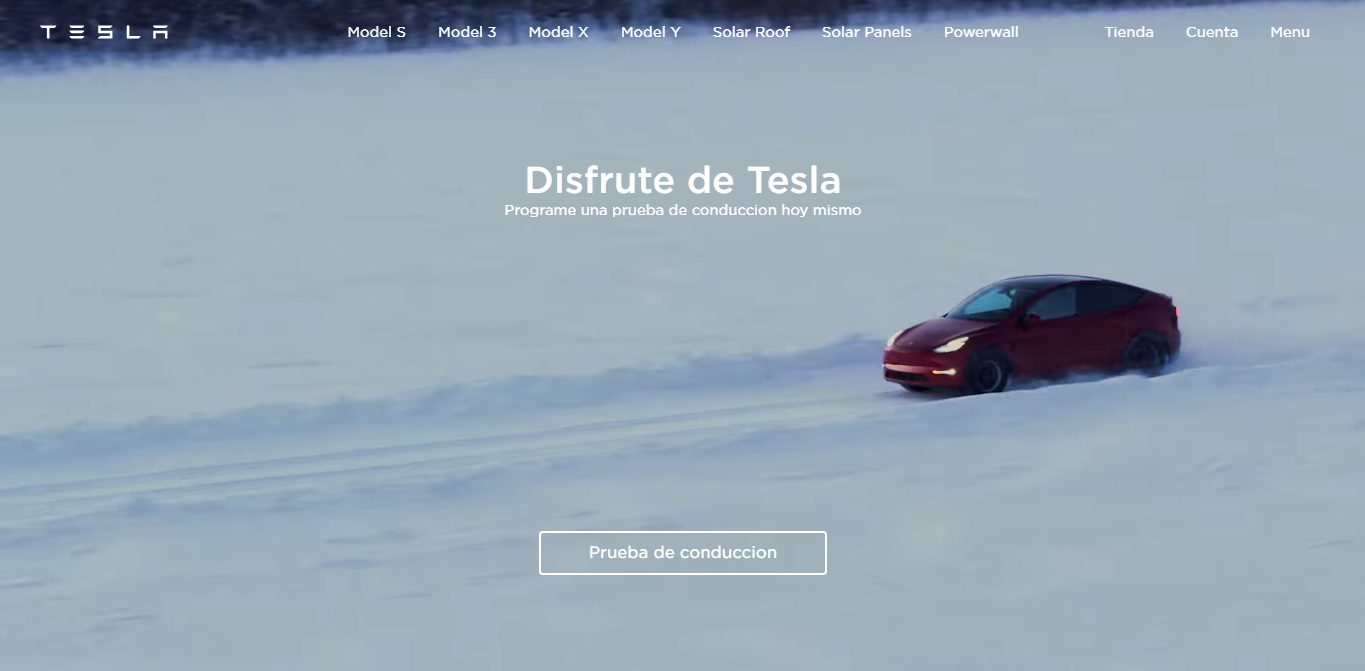 TESLA Model S Model 3 Model X Model Y Solar Roof Solar Panels Powerwall Tienda Cuenta Menu
Disfrute de Tesla
Programe una prueba de conduccion hoy mismo
Prueba de conduccion